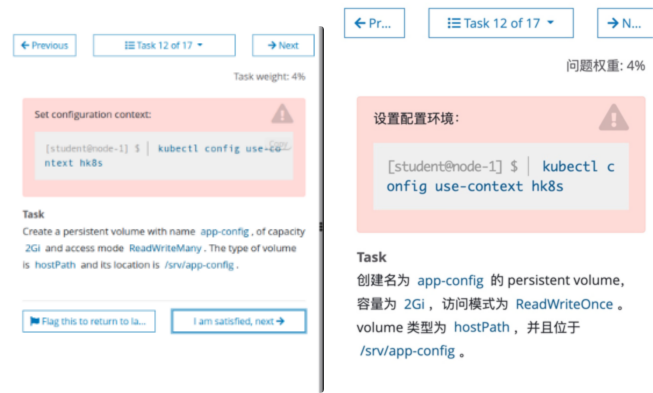 Previous
Task 12 of 17
Next
Task weight: 4%
Set configuration context:
[student@node-1] $ | kubectl config use-co
ntext hk8s
Task
Create a persistent volume with name app-config , of capacity
2Gi and access mode ReadWriteMany . The type of volume
is hostPath and its location is /srv/app-config .
Flag this to return to la...
I am satisfied, next
Pr...
Task 12 of 17
N...
问题权重: 4%
设置配置环境：
[student@node-1] $ | kubectl c
onfig use-context hk8s
Task
创建名为 app-config 的 persistent volume，
容量为 2Gi ，访问模式为 ReadWriteOnce 。
volume 类型为 hostPath ，并且位于
/srv/app-config 。